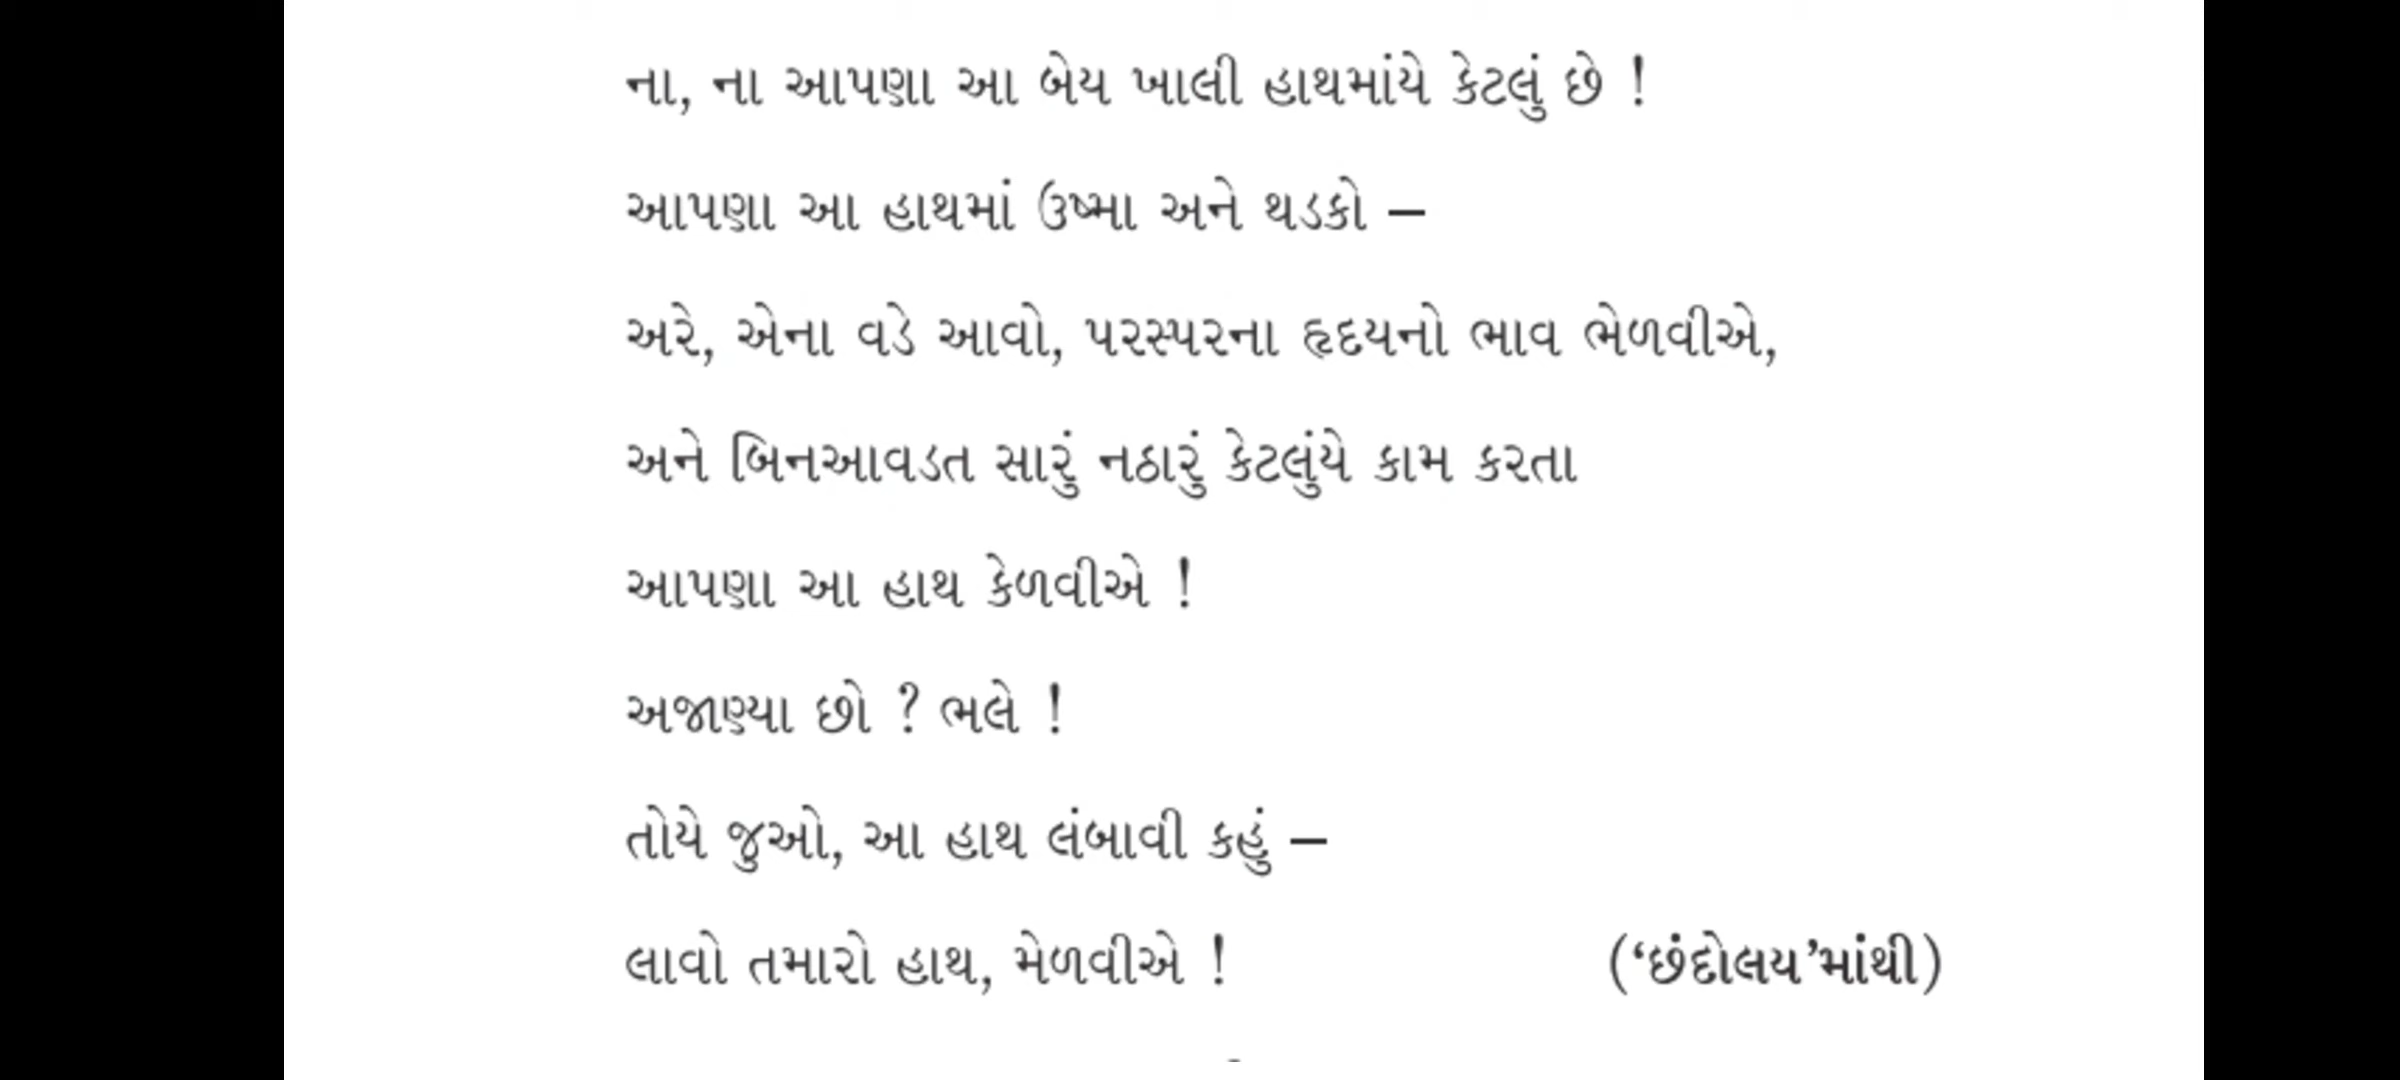 ના, ના આપણા આ બેય ખાલી હાથમાંયે કેટલું છે !
આપણા આ હાથમાં ઉષ્મા અને થડકો –
અરે, એના વડે આવો, પરસ્પરના હૃદયનો ભાવ ભેળવીએ,
અને બિનઆવડત સારું નઠારું કેટલુંયે કામ કરતા
આપણા આ હાથ કેળવીએ !
અજાણ્યા છો ? ભલે !
તોયે જુઓ, આ હાથ લંબાવી કહું –
લાવો તમારો હાથ, મેળવીએ ! (‘છંદોલય’માંથી)